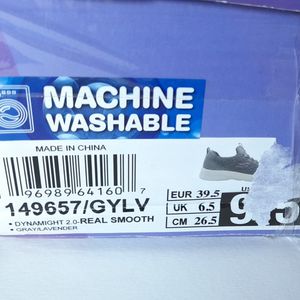 MACHINE
WASHABLE
MADE IN CHINA
96989 64160 7
149657/GYLV
• DYNAMIGHT 2.0-REAL SMOOTH
• GRAY/LAVENDER
EUR 39.5
UK 6.5
CM 26.5